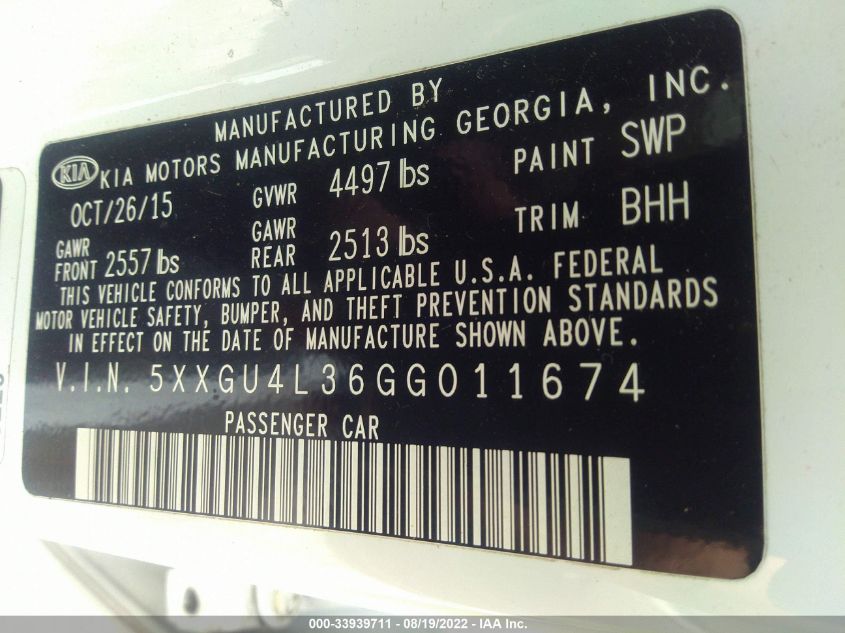 MANUFACTURED BY
KIA KIA MOTORS MANUFACTURING GEORGIA, INC.
OCT/26/15 GVWR 4497 lbs PAINT SWP
GAWR FRONT 2557 lbs GAWR REAR 2513 lbs TRIM BHH
THIS VEHICLE CONFORMS TO ALL APPLICABLE U.S.A. FEDERAL
MOTOR VEHICLE SAFETY, BUMPER, AND THEFT PREVENTION STANDARDS
IN EFFECT ON THE DATE OF MANUFACTURE SHOWN ABOVE.
V.I.N. 5XXGU4L36GG011674
PASSENGER CAR
000-33939711 - 08/19/2022 - IAA Inc.